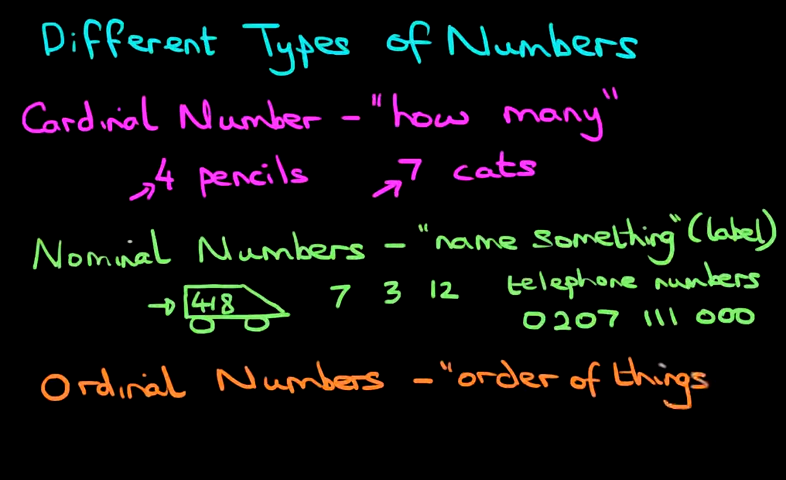 Different Types of Numbers
Cardinal Number - "how many"
4 pencils 7 cats
Nominal Numbers - "name something" (label)
418 7 3 12 telephone numbers
0207 111 000
Ordinal Numbers - "order of things